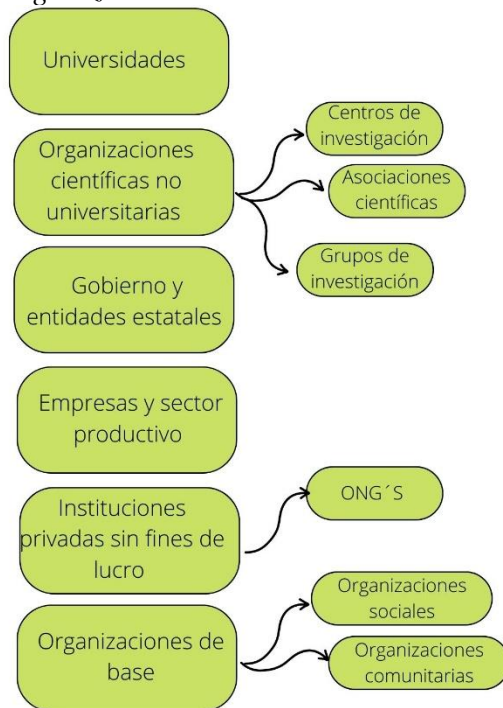 Universidades
Organizaciones
científicas no
universitarias
Centros de
investigación
Asociaciones
científicas
Grupos de
investigación
Gobierno y
entidades estatales
Empresas y sector
productivo
Instituciones
privadas sin fines de
lucro
ONG´S
Organizaciones de
base
Organizaciones
sociales
Organizaciones
comunitarias